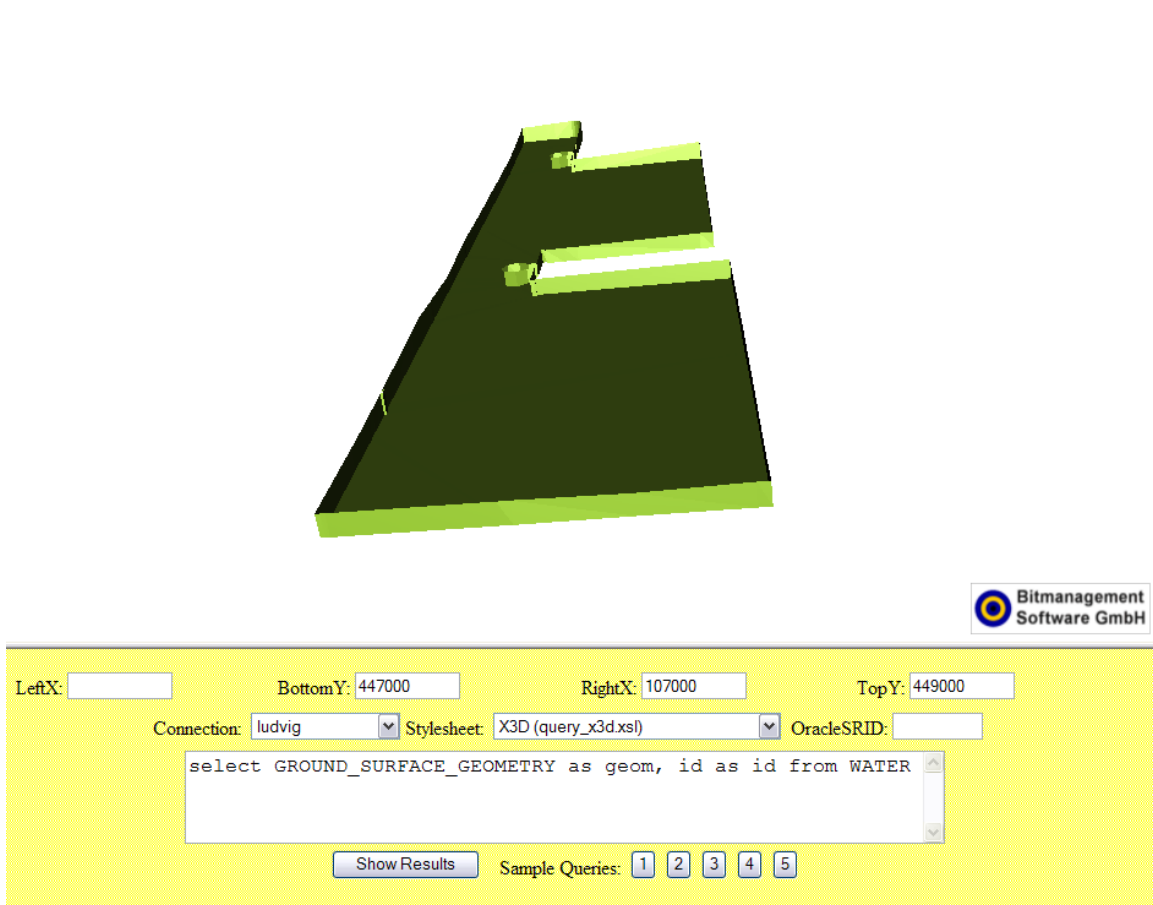 Bitmanagement
Software GmbH
LeftX: BottomY: 447000 RightX: 107000 TopY: 449000
Connection: ludvig Stylesheet: X3D (query_x3d.xsl) OracleSRID:
select GROUND_SURFACE_GEOMETRY as geom, id as id from WATER
Show Results Sample Queries: 1 2 3 4 5